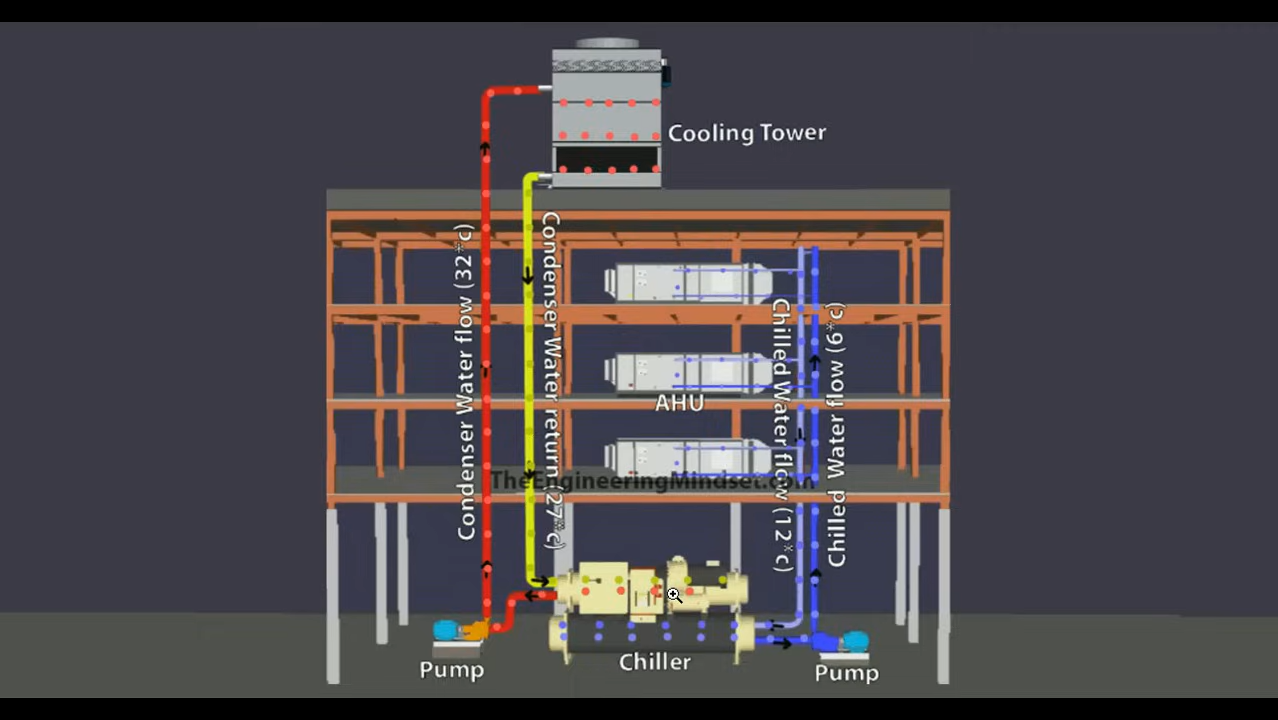 Cooling Tower
Condenser Water flow (32*c)
Condenser Water return (27*c)
Chilled Water flow (12*c)
Chilled Water flow (6*c)
AHU
TheEngineeringMindset.com
Pump
Chiller
Pump